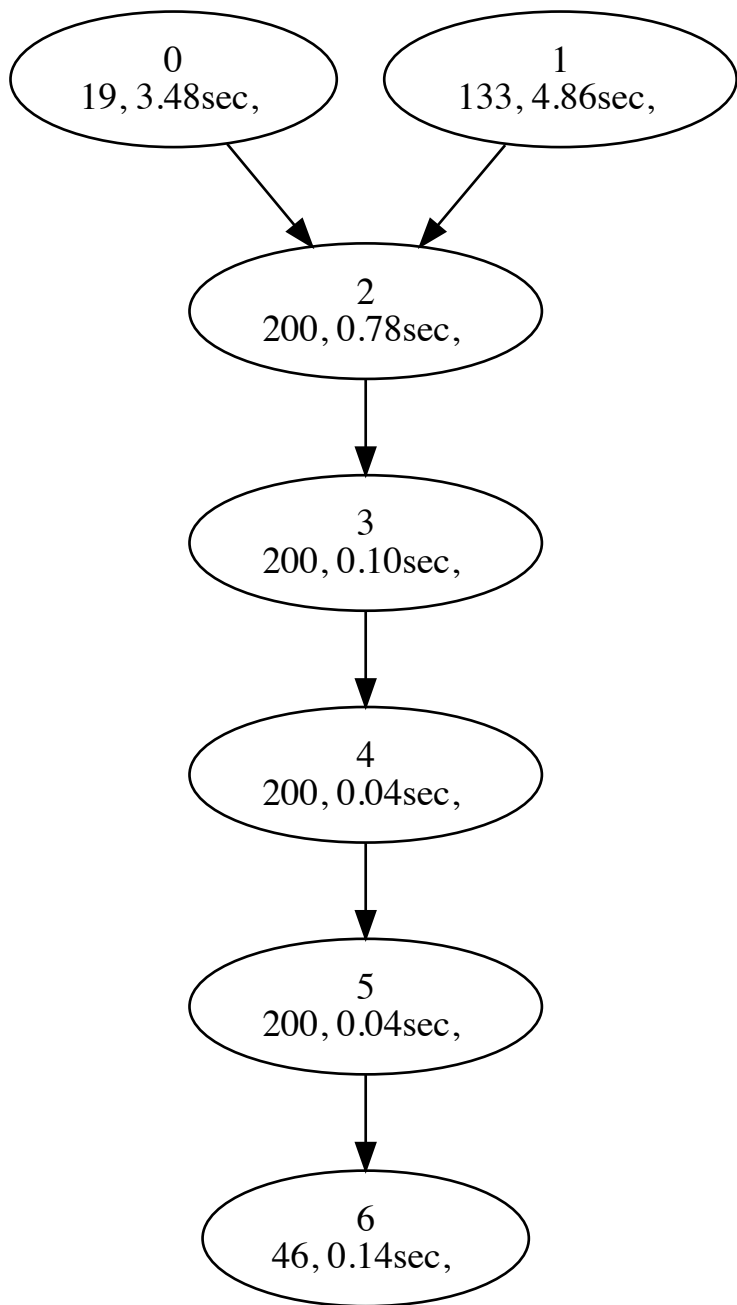 0
19, 3.48sec,
1
133, 4.86sec,
2
200, 0.78sec,
3
200, 0.10sec,
4
200, 0.04sec,
5
200, 0.04sec,
6
46, 0.14sec,